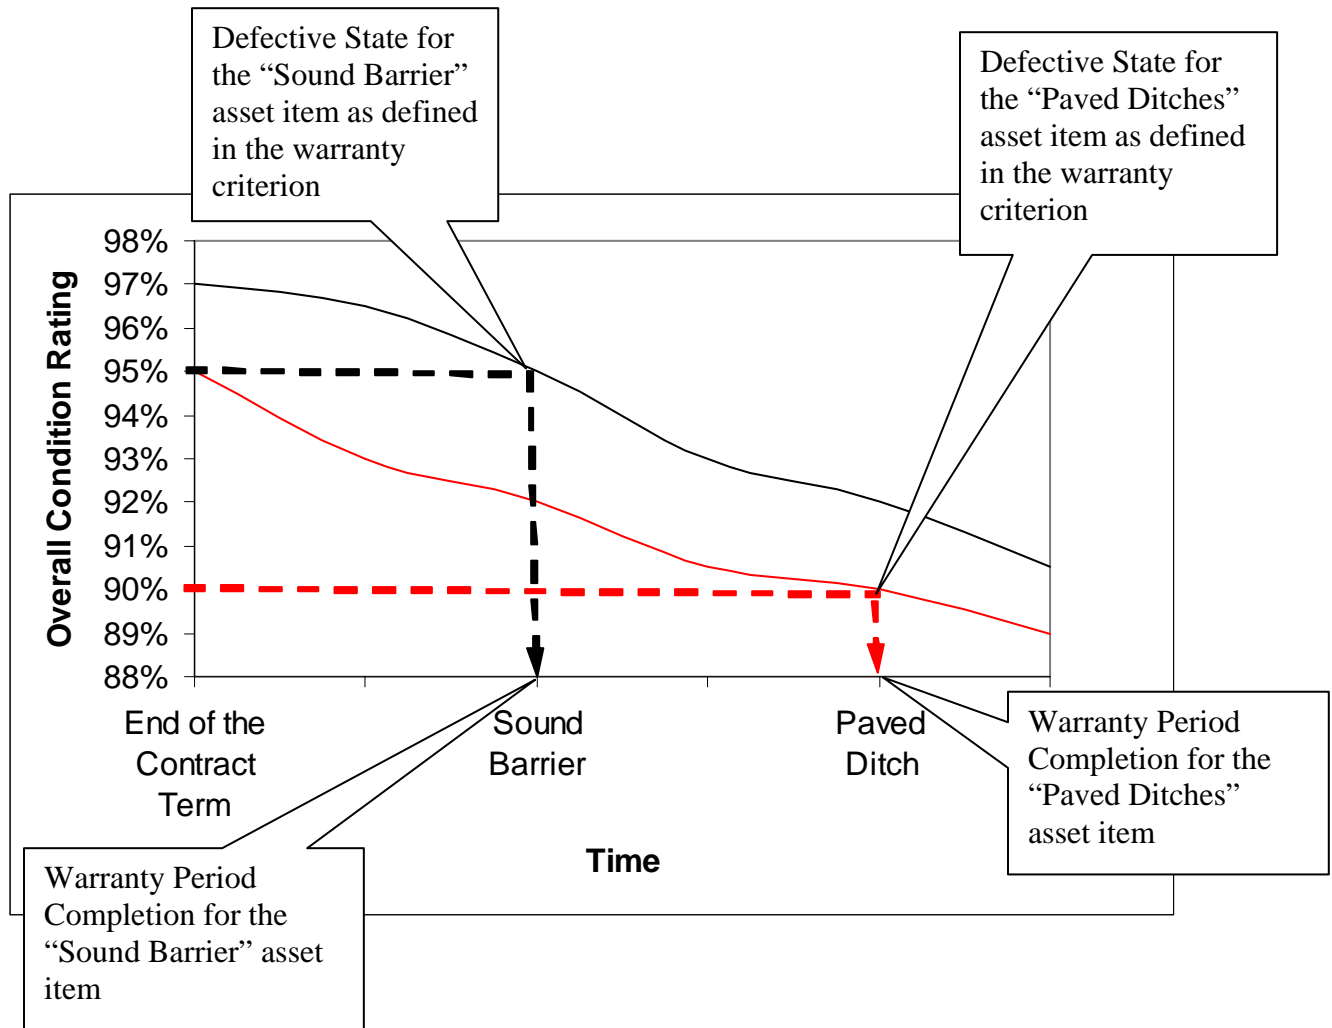 Defective State for
the “Sound Barrier”
asset item as defined
in the warranty
criterion
Defective State for
the “Paved Ditches”
asset item as defined
in the warranty
criterion
Overall Condition Rating
98%
97%
96%
95%
94%
93%
92%
91%
90%
89%
88%
End of the
Contract
Term
Sound
Barrier
Paved
Ditch
Time
Warranty Period
Completion for the
“Sound Barrier” asset
item
Warranty Period
Completion for the
“Paved Ditches”
asset item